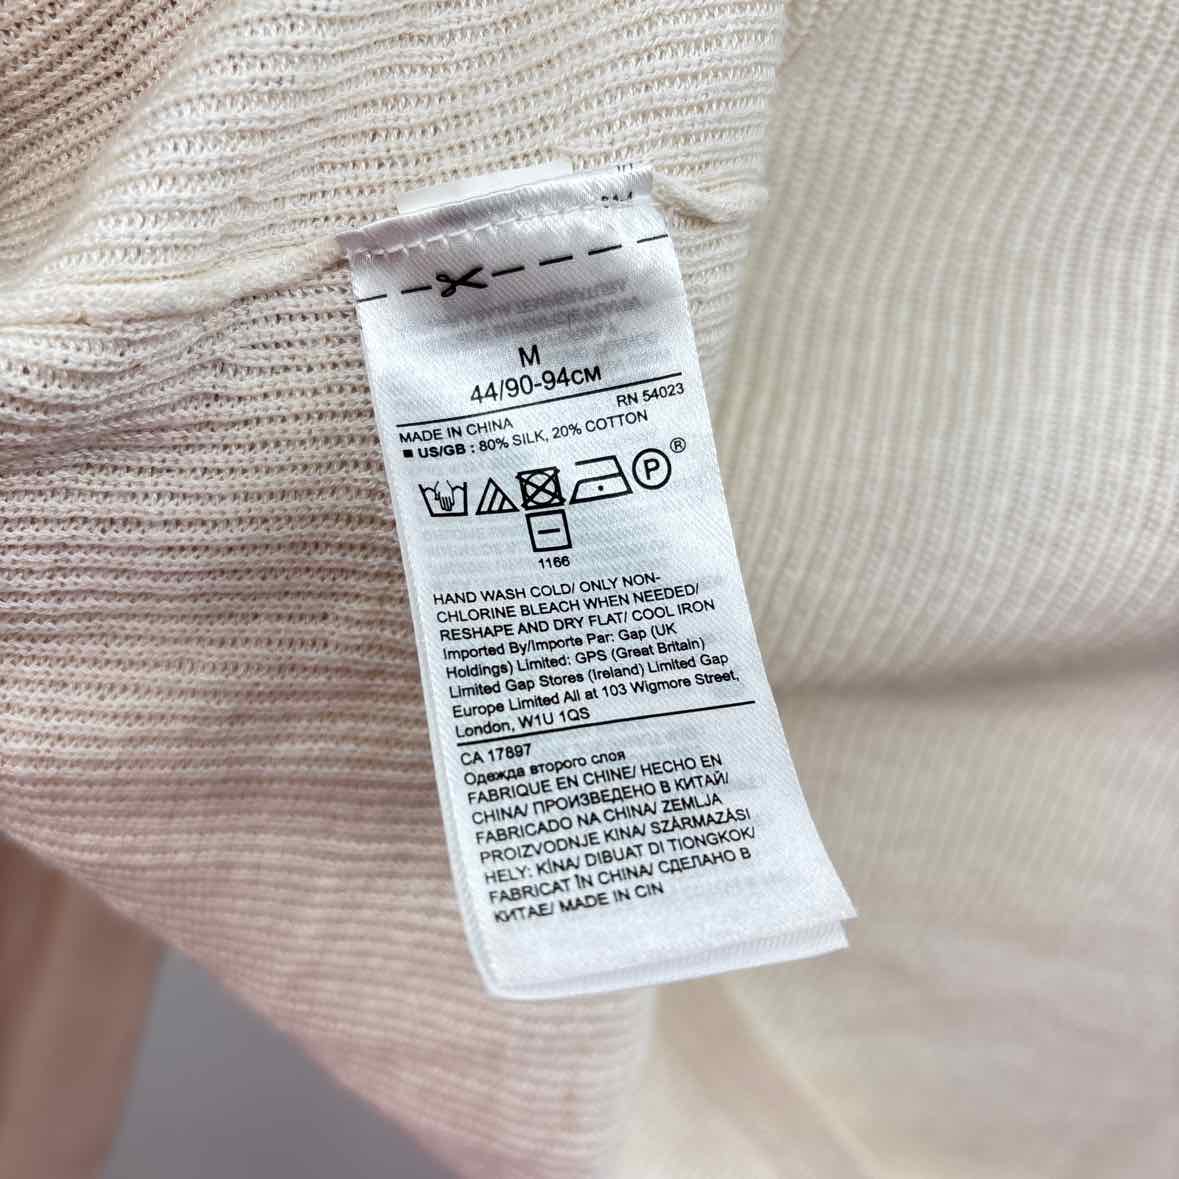 M
44/90-94CM
RN 54023
MADE IN CHINA
■ US/GB : 80% SILK, 20% COTTON
P ®
1166
HAND WASH COLD/ ONLY NON-
CHLORINE BLEACH WHEN NEEDED/
RESHAPE AND DRY FLAT/ COOL IRON
Imported By/Importe Par: Gap (UK
Holdings) Limited: GPS (Great Britain)
Limited Gap Stores (Ireland) Limited Gap
Europe Limited All at 103 Wigmore Street,
London, W1U 1QS
CA 17897
Одежда второго слоя
FABRIQUE EN CHINE/ HECHO EN
CHINA/ ПРОИЗВЕДЕНО В КИТАЙ/
FABRICADO NA CHINA/ ZEMLJA
PROIZVODNJE KINA/ SZÁRMAZÁSI
HELY: KÍNA/ DIBUAT DI TIONGKOK/
FABRICAT ÎN CHINA/ СДЕЛАНО В
КИТАЕ/ MADE IN CIN